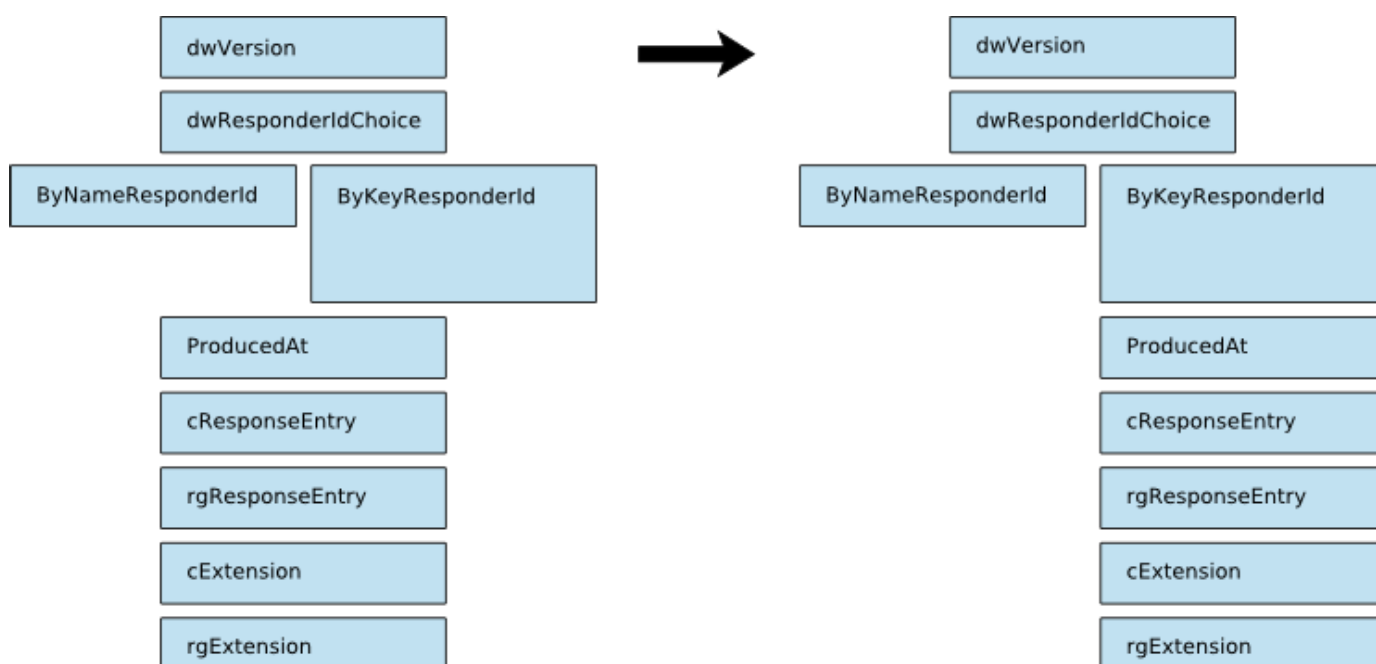 dwVersion
dwResponderIdChoice
ByNameResponderId
ByKeyResponderId
ProducedAt
cResponseEntry
rgResponseEntry
cExtension
rgExtension
dwVersion
dwResponderIdChoice
ByNameResponderId
ByKeyResponderId
ProducedAt
cResponseEntry
rgResponseEntry
cExtension
rgExtension